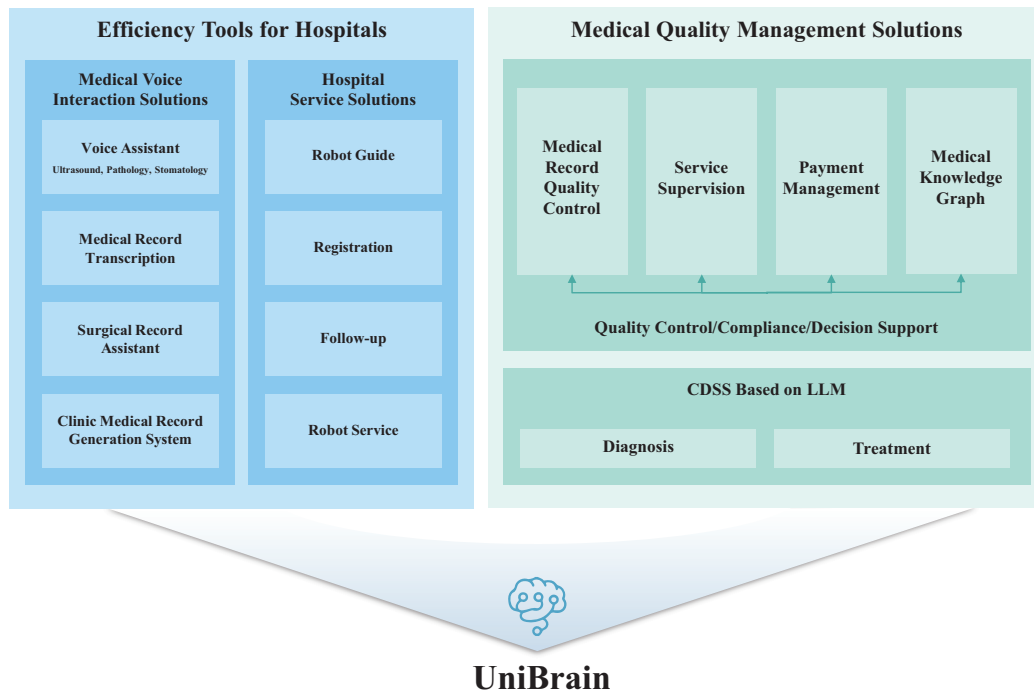 Efficiency Tools for Hospitals
Medical Voice
Interaction Solutions
Voice Assistant
Ultrasound, Pathology, Stomatology
Medical Record
Transcription
Surgical Record
Assistant
Clinic Medical Record
Generation System
Hospital
Service Solutions
Robot Guide
Registration
Follow-up
Robot Service
Medical Quality Management Solutions
Medical
Record
Quality
Control
Service
Supervision
Payment
Management
Medical
Knowledge
Graph
Quality Control/Compliance/Decision Support
CDSS Based on LLM
Diagnosis
Treatment
UniBrain